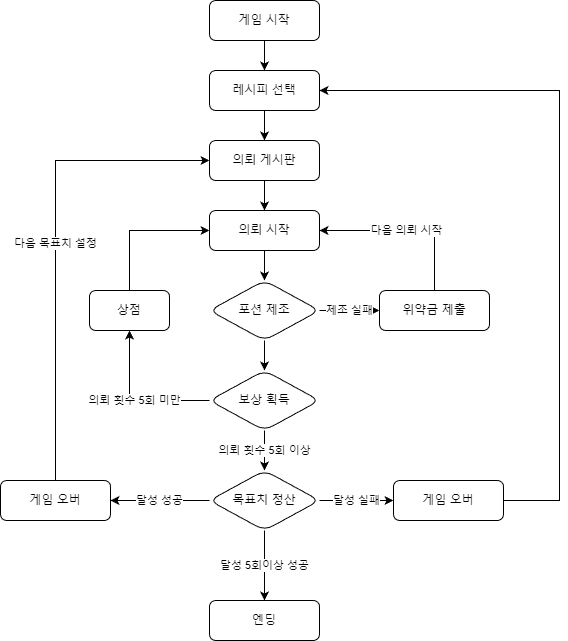 게임 시작
레시피 선택
의뢰 게시판
의뢰 시작
다음 의뢰 시작
다음 목표치 설정
상점
포션 제조
제조 실패
위약금 제출
의뢰 횟수 5회 미만
보상 획득
의뢰 횟수 5회 이상
게임 오버
달성 성공
목표치 정산
달성 실패
게임 오버
달성 5회이상 성공
엔딩